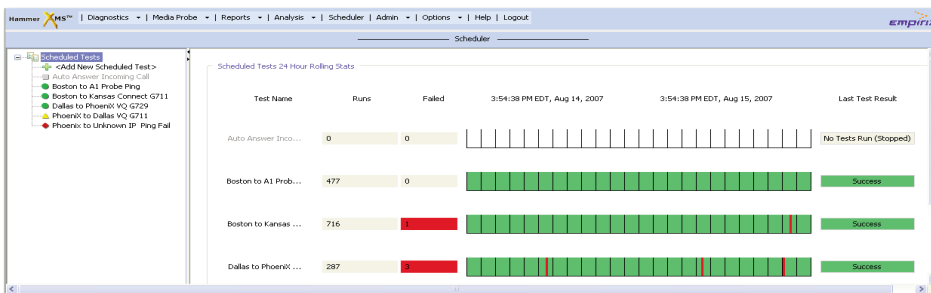 Hammer XMS™ | Diagnostics | Media Probe | Reports | Analysis | Scheduler | Admin | Options | Help | Logout
empirix
Scheduler
Scheduled Tests
<Add New Scheduled Test>
Auto Answer Incoming Call
Boston to A1 Probe Ping
Boston to Kansas Connect G711
Dallas to PhoeniX VQ G729
PhoeniX to Dallas VQ G711
Phoenix to Unknown IP Ping Fail
Scheduled Tests 24 Hour Rolling Stats
Test Name Runs Failed 3:54:38 PM EDT, Aug 14, 2007 3:54:38 PM EDT, Aug 15, 2007 Last Test Result
Auto Answer Inco... 0 0 No Tests Run (Stopped)
Boston to A1 Prob... 477 0 Success
Boston to Kansas ... 716 1 Success
Dallas to PhoeniX ... 287 3 Success